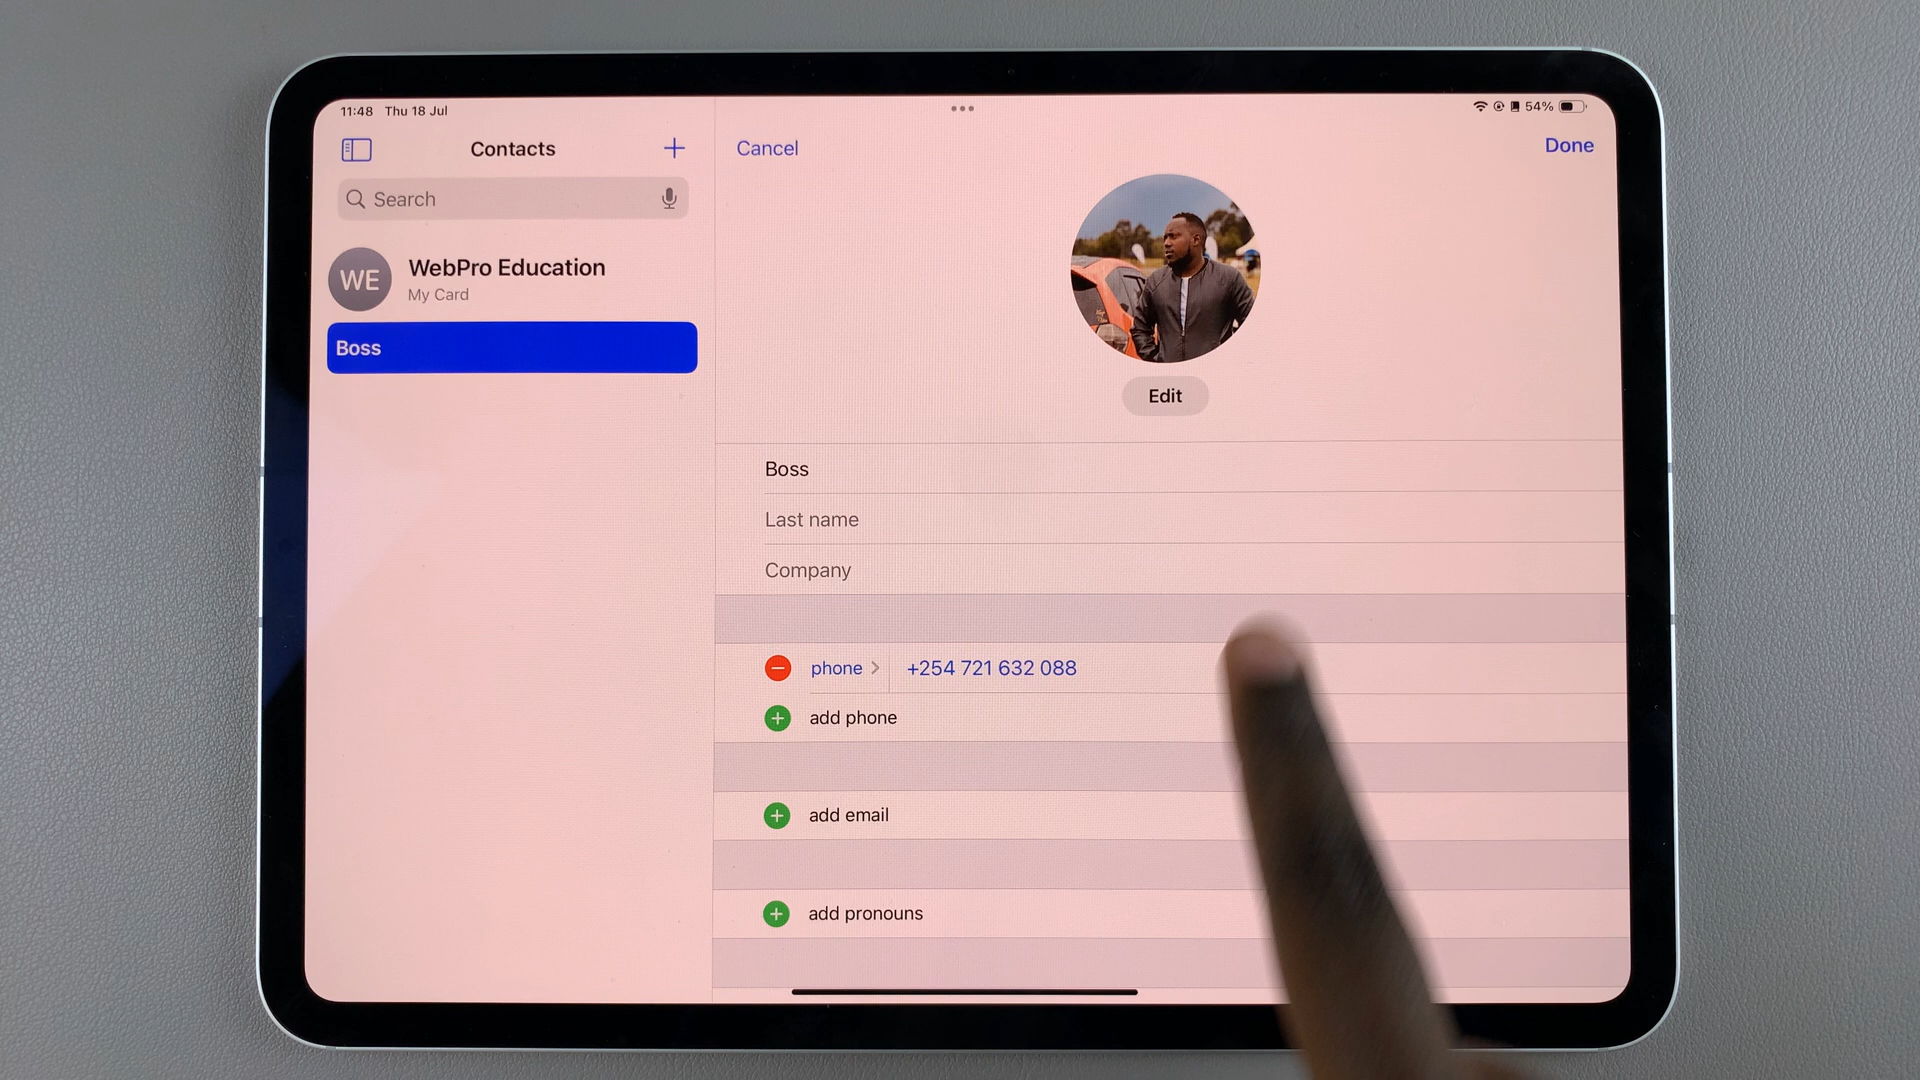 11:48 Thu 18 Jul
54%
Contacts
Search
WE
WebPro Education
My Card
Boss
Cancel
Done
Edit
Boss
Last name
Company
phone
+254 721 632 088
add phone
add email
add pronouns